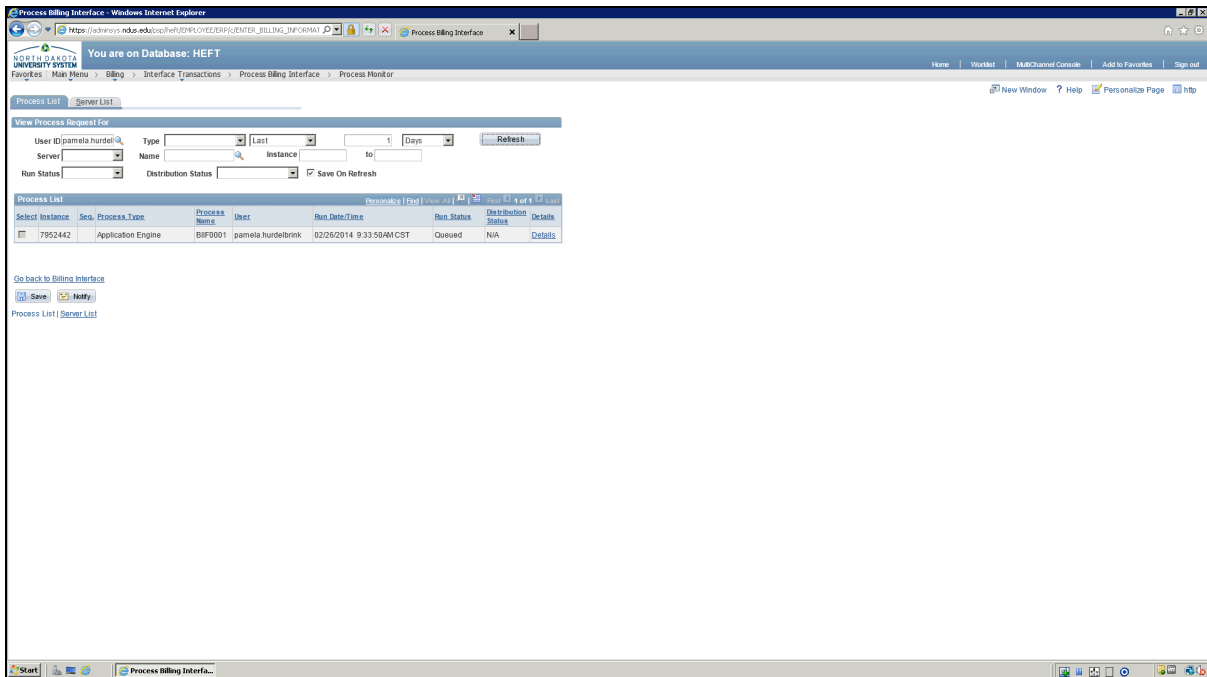 Process Billing Interface - Windows Internet Explorer
https://adminsys.ndus.edu/psp/heft/EMPLOYEE/ERP/c/ENTER_BILLING_INFORMAT
Process Billing Interface
NORTH DAKOTA
UNIVERSITY SYSTEM
You are on Database: HEFT
Home | Worklist | MultiChannel Console | Add to Favorites | Sign out
Favorites Main Menu > Billing > Interface Transactions > Process Billing Interface > Process Monitor
New Window ? Help Personalize Page http
Process List Server List
View Process Request For
User ID pamela.hurdel Type Last 1 Days Refresh
Server Name Instance to
Run Status Distribution Status Save On Refresh
Process List Personalize | Find | View All | First 1 of 1 Last
Select Instance Seq. Process Type Process Name User Run Date/Time Run Status Distribution Status Details
7952442 Application Engine BIIF0001 pamela.hurdelbrink 02/26/2014 9:33:50AM CST Queued N/A Details
Go back to Billing Interface
Save Notify
Process List | Server List
Start Process Billing Interfa...